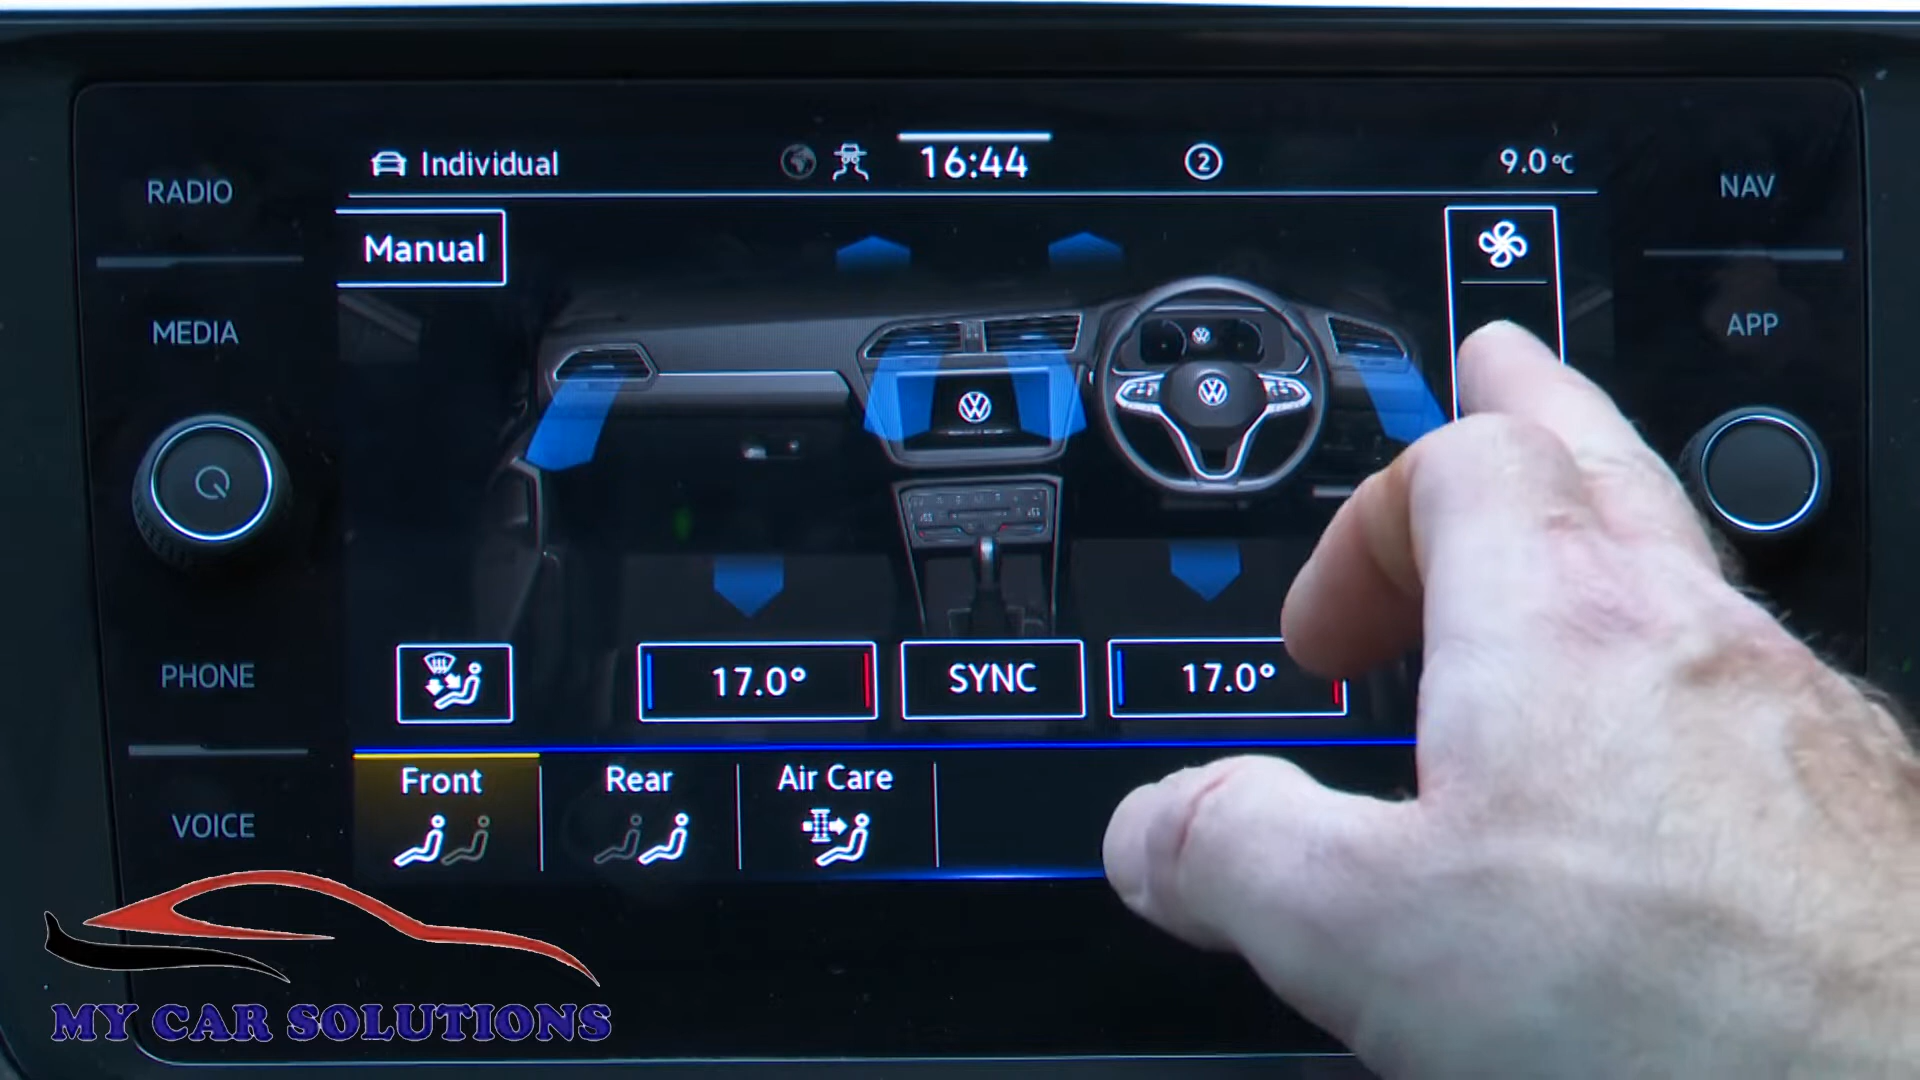 RADIO
MEDIA
PHONE
VOICE
Individual
16:44
2
9.0°C
NAV
APP
Manual
17.0°
SYNC
17.0°
Front
Rear
Air Care
MY CAR SOLUTIONS